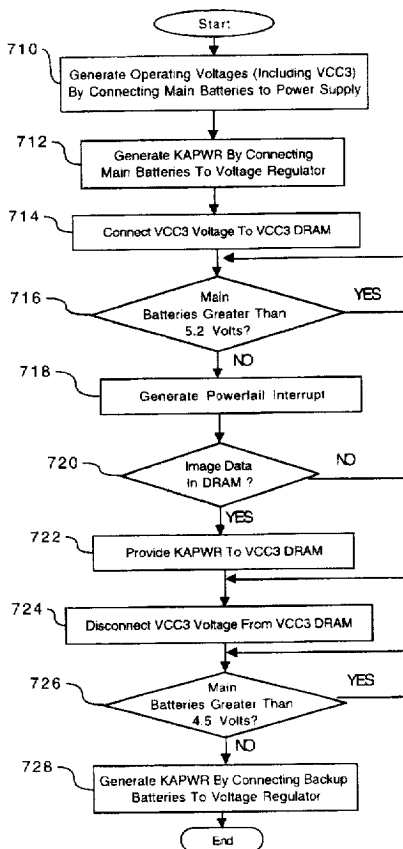 Start
710
Generate Operating Voltages (Including VCC3)
By Connecting Main Batteries to Power Supply
712
Generate KAPWR By Connecting
Main Batteries To Voltage Regulator
714
Connect VCC3 Voltage To VCC3 DRAM
716
Main
Batteries Greater Than
5.2 Volts?
YES
NO
718
Generate Powerfail Interrupt
720
Image Data
In DRAM ?
NO
YES
722
Provide KAPWR To VCC3 DRAM
724
Disconnect VCC3 Voltage From VCC3 DRAM
726
Main
Batteries Greater Than
4.5 Volts?
YES
NO
728
Generate KAPWR By Connecting Backup
Batteries To Voltage Regulator
End